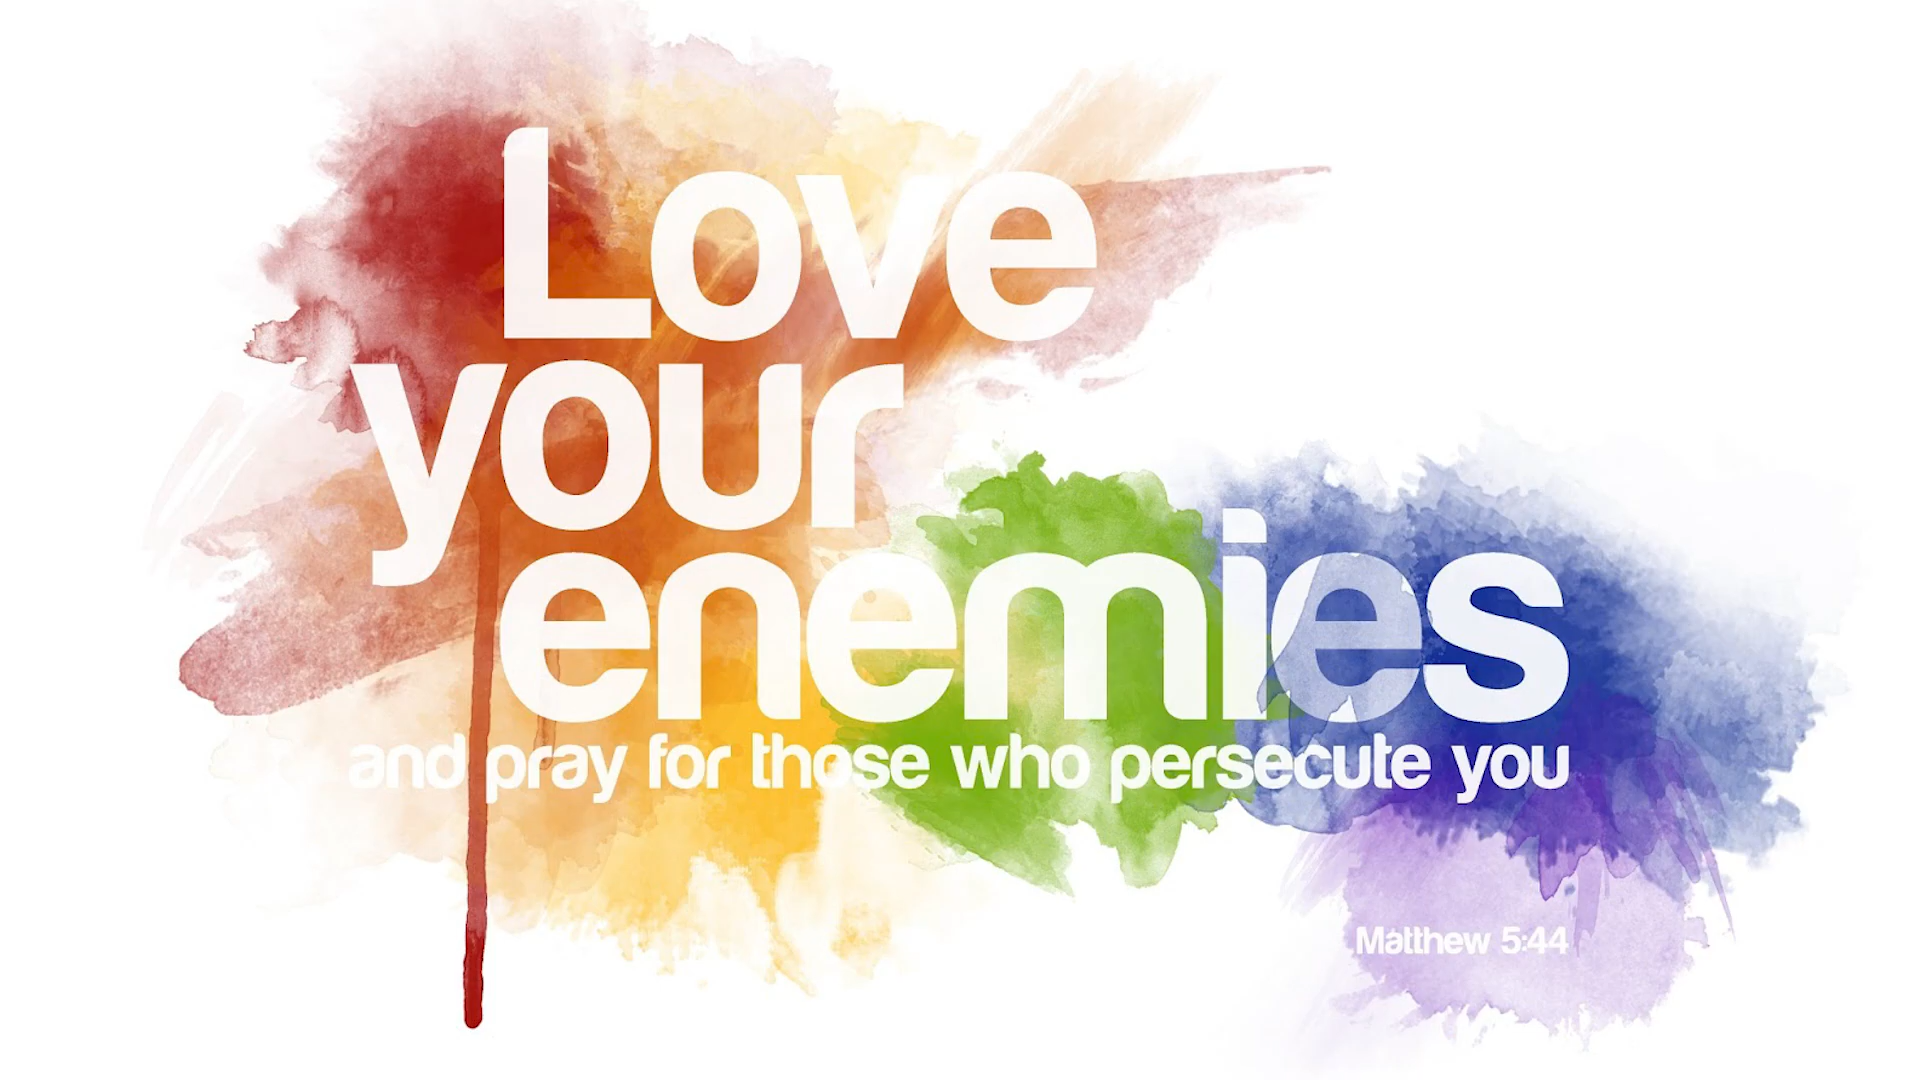 Love
your
enemies
and pray for those who persecute you
Matthew 5:44